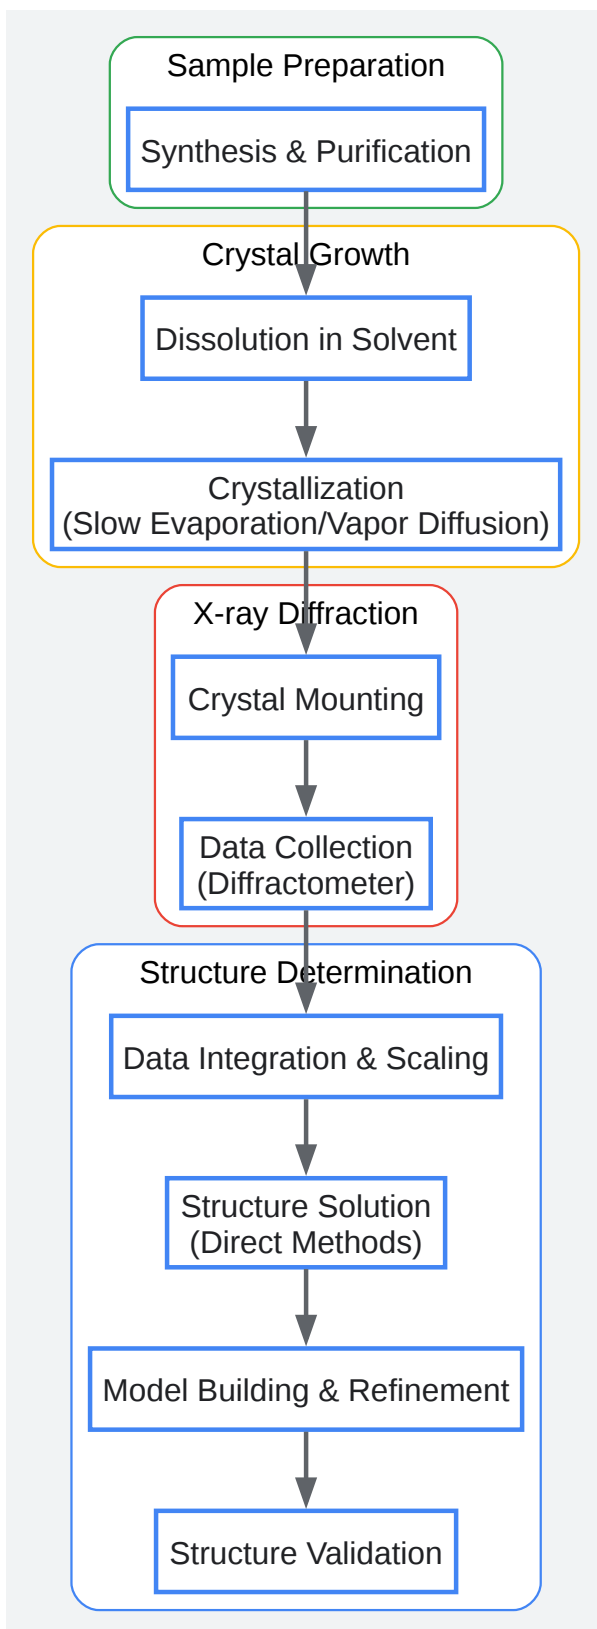 Sample Preparation
Synthesis & Purification
Crystal Growth
Dissolution in Solvent
Crystallization
(Slow Evaporation/Vapor Diffusion)
X-ray Diffraction
Crystal Mounting
Data Collection
(Diffractometer)
Structure Determination
Data Integration & Scaling
Structure Solution
(Direct Methods)
Model Building & Refinement
Structure Validation